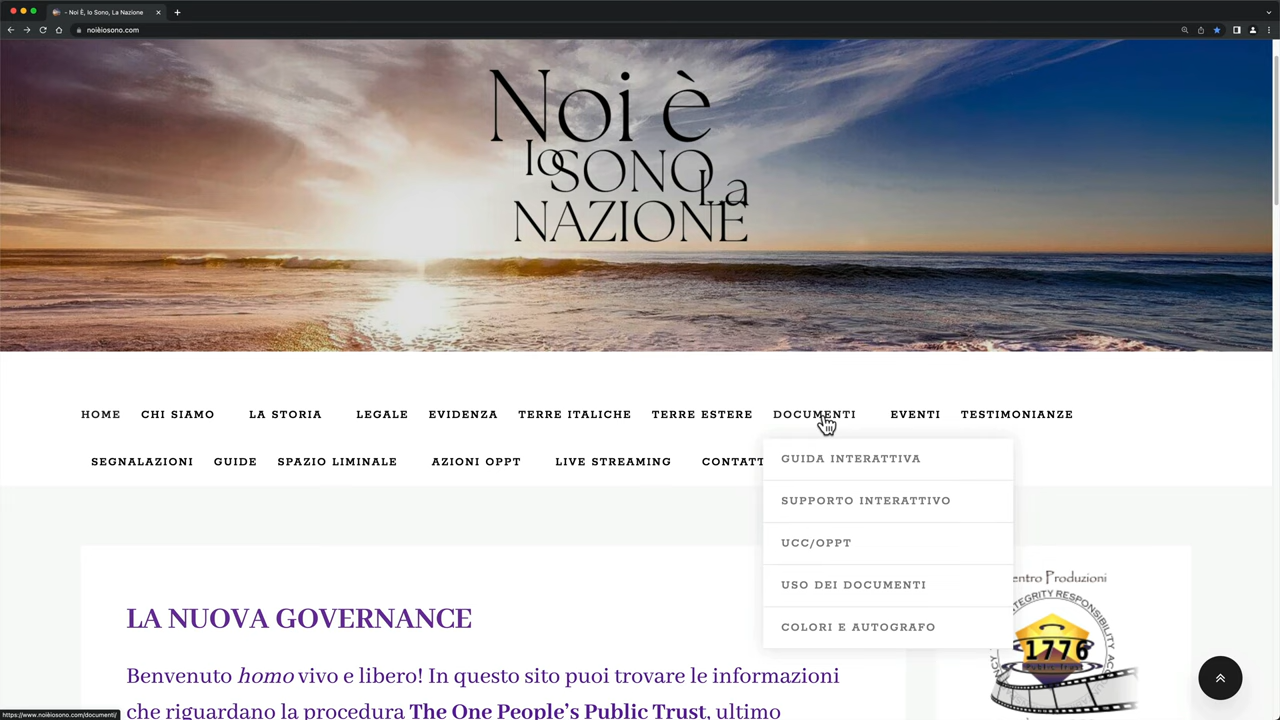 - Noi È, Io Sono, La Nazione
noièiosono.com
Noi è
Io SONO La
NAZIONE
HOME CHI SIAMO LA STORIA LEGALE EVIDENZA TERRE ITALICHE TERRE ESTERE DOCUMENTI EVENTI TESTIMONIANZE
SEGNALAZIONI GUIDE SPAZIO LIMINALE AZIONI OPPT LIVE STREAMING CONTATT
GUIDA INTERATTIVA
SUPPORTO INTERATTIVO
UCC/OPPT
USO DEI DOCUMENTI
COLORI E AUTOGRAFO
LA NUOVA GOVERNANCE
Benvenuto homo vivo e libero! In questo sito puoi trovare le informazioni
che riguardano la procedura The One People's Public Trust, ultimo
entro Produzioni
INTEGRITY RESPONSIBILITY
1776
https://www.noièiosono.com/documenti/